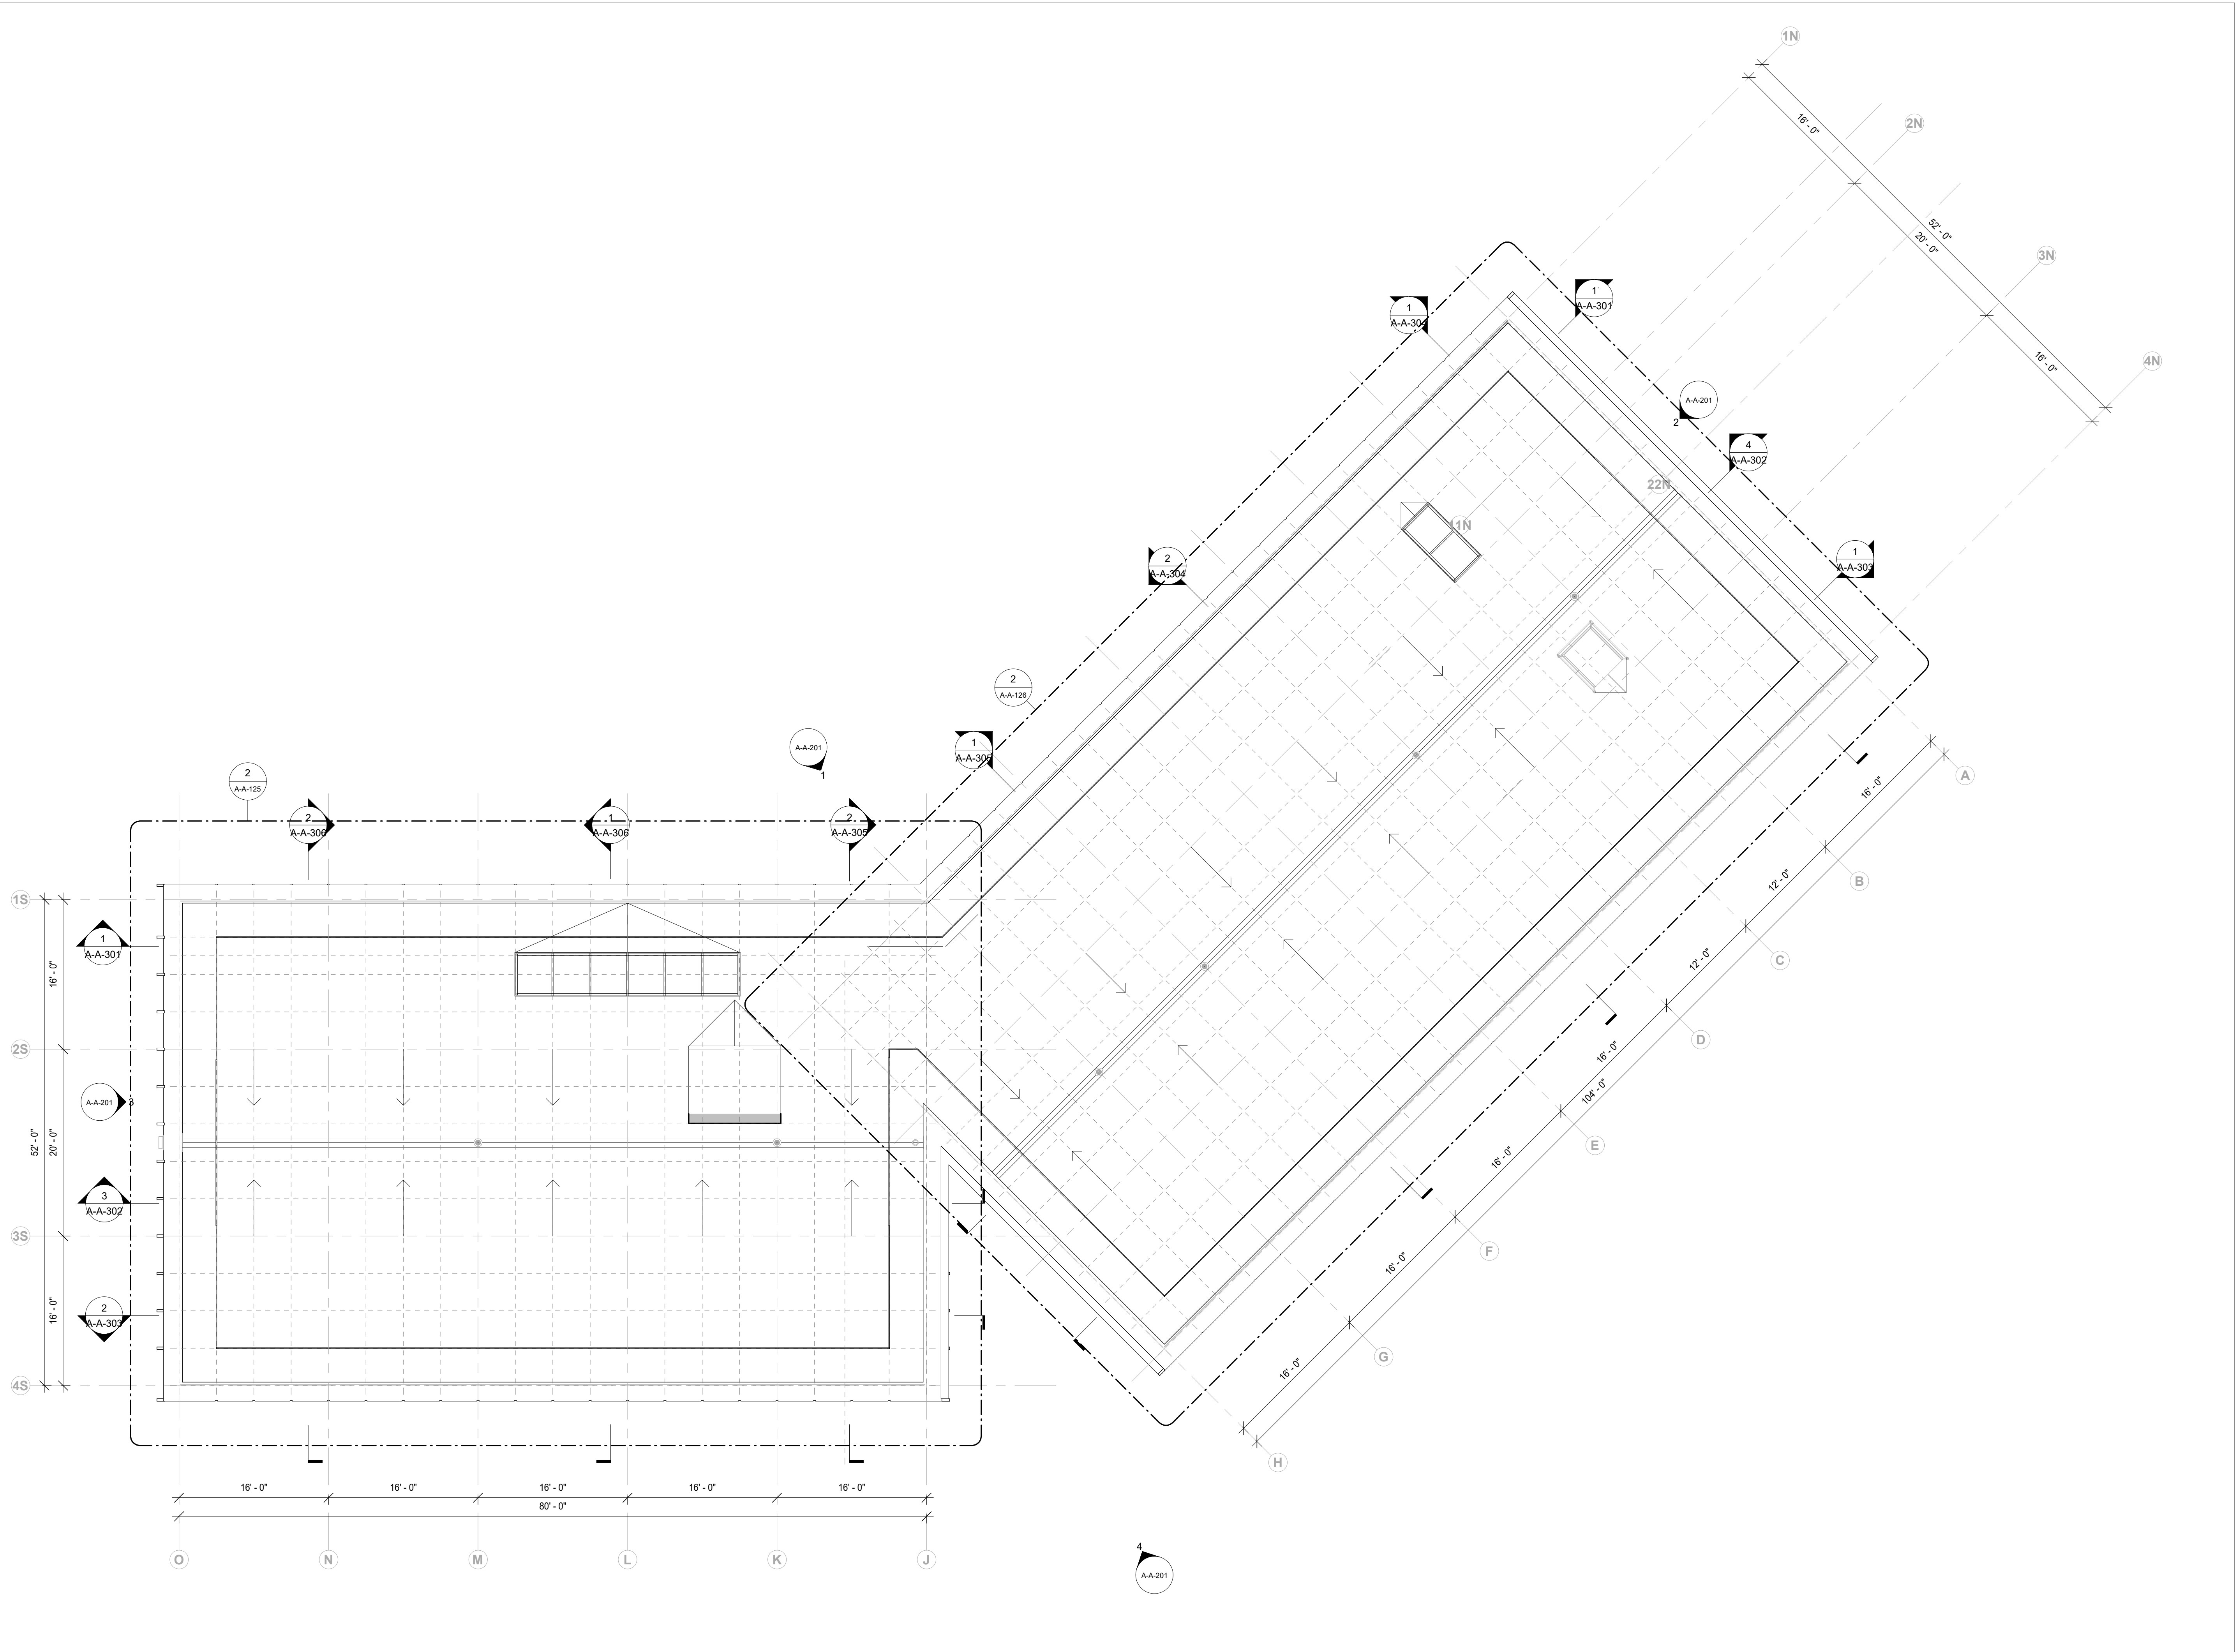 1N
16' - 0"
2N
52' - 0"
20' - 0"
3N
16' - 0"
4N
1
A-A-301
1
A-A-304
A-A-201
2
4
A-A-302
22N
11N
2
A-A-304
1
A-A-303
2
A-A-126
A-A-201
1
1
A-A-305
2
A-A-125
2
A-A-306
1
A-A-306
2
A-A-305
A
16' - 0"
B
12' - 0"
C
12' - 0"
D
16' - 0"
104' - 0"
E
16' - 0"
F
16' - 0"
G
16' - 0"
H
1S
1
A-A-301
16' - 0"
2S
A-A-201
3
52' - 0"
20' - 0"
3
A-A-302
3S
16' - 0"
2
A-A-303
4S
16' - 0"
16' - 0"
16' - 0"
16' - 0"
16' - 0"
80' - 0"
O
N
M
L
K
J
4
A-A-201